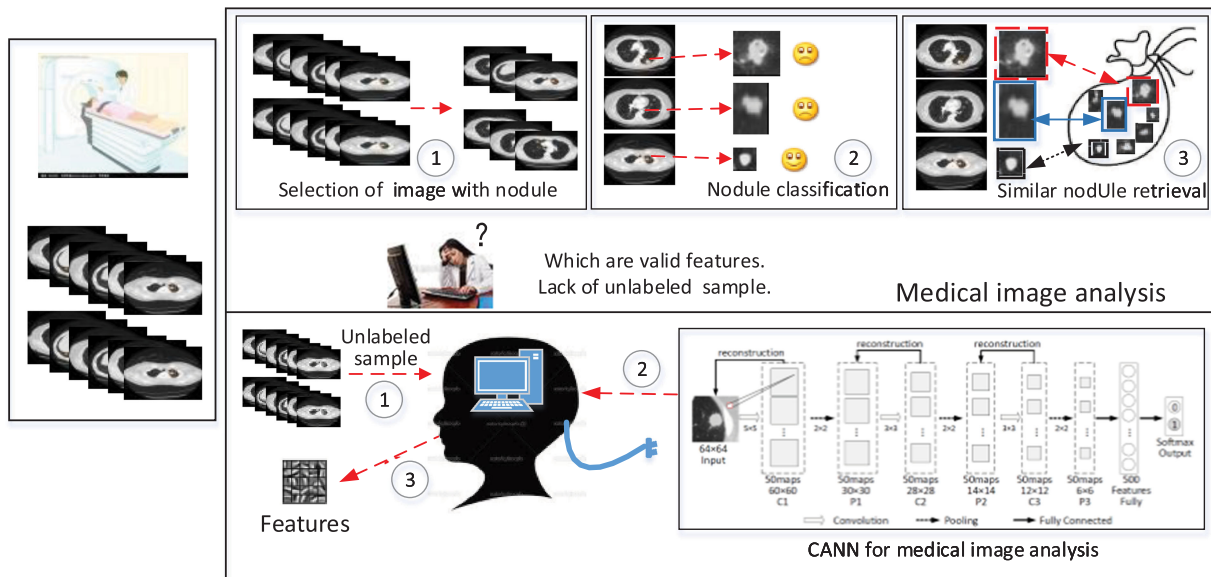 1
Selection of image with nodule
2
Nodule classification
3
Similar nodUle retrieval
?
Which are valid features.
Lack of unlabeled sample.
Medical image analysis
Unlabeled
sample
1
2
3
Features
reconstruction
reconstruction
reconstruction
5×5
2×2
3×3
2×2
3×3
2×2
0
1
64×64
Input
Softmax
Output
50maps
60×60
C1
50maps
30×30
P1
50maps
28×28
C2
50maps
14×14
P2
50maps
12×12
C3
50maps
6×6
P3
500
Features
Fully
Convolution
Pooling
Fully Connected
CANN for medical image analysis